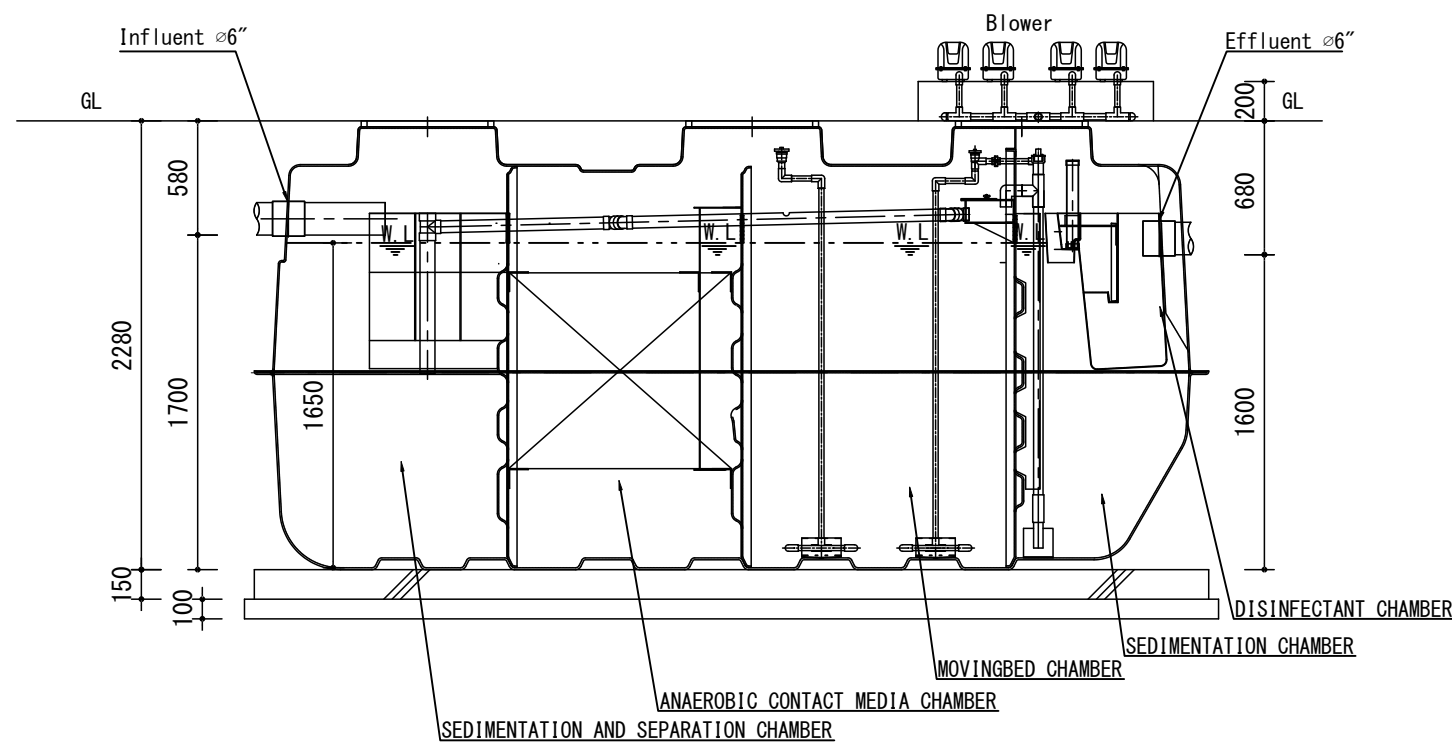 Blower
Influent ⌀6″
Effluent ⌀6″
GL
200
GL
580
680
W.L
W.L
W.L
W.L
2280
1700
1650
1600
150
100
DISINFECTANT CHAMBER
SEDIMENTATION CHAMBER
MOVINGBED CHAMBER
ANAEROBIC CONTACT MEDIA CHAMBER
SEDIMENTATION AND SEPARATION CHAMBER